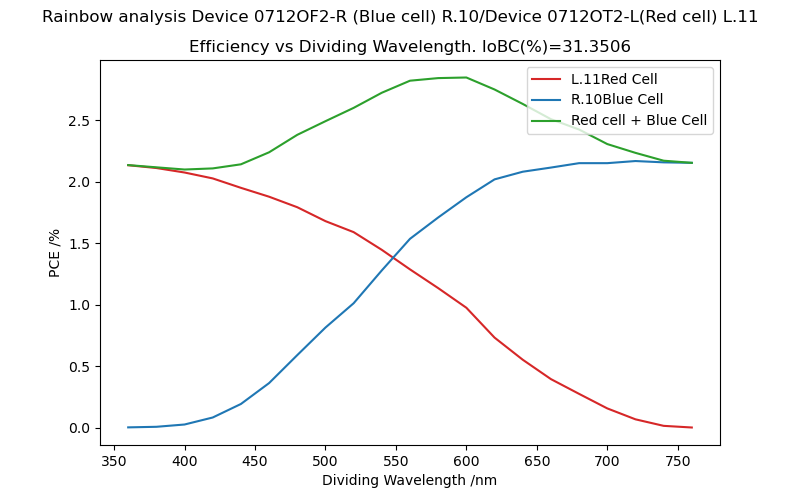 Rainbow analysis Device 0712OF2-R (Blue cell) R.10/Device 0712OT2-L(Red cell) L.11
Efficiency vs Dividing Wavelength. IoBC(%)=31.3506
L.11Red Cell
R.10Blue Cell
Red cell + Blue Cell
PCE /%
2.5
2.0
1.5
1.0
0.5
0.0
350 400 450 500 550 600 650 700 750
Dividing Wavelength /nm